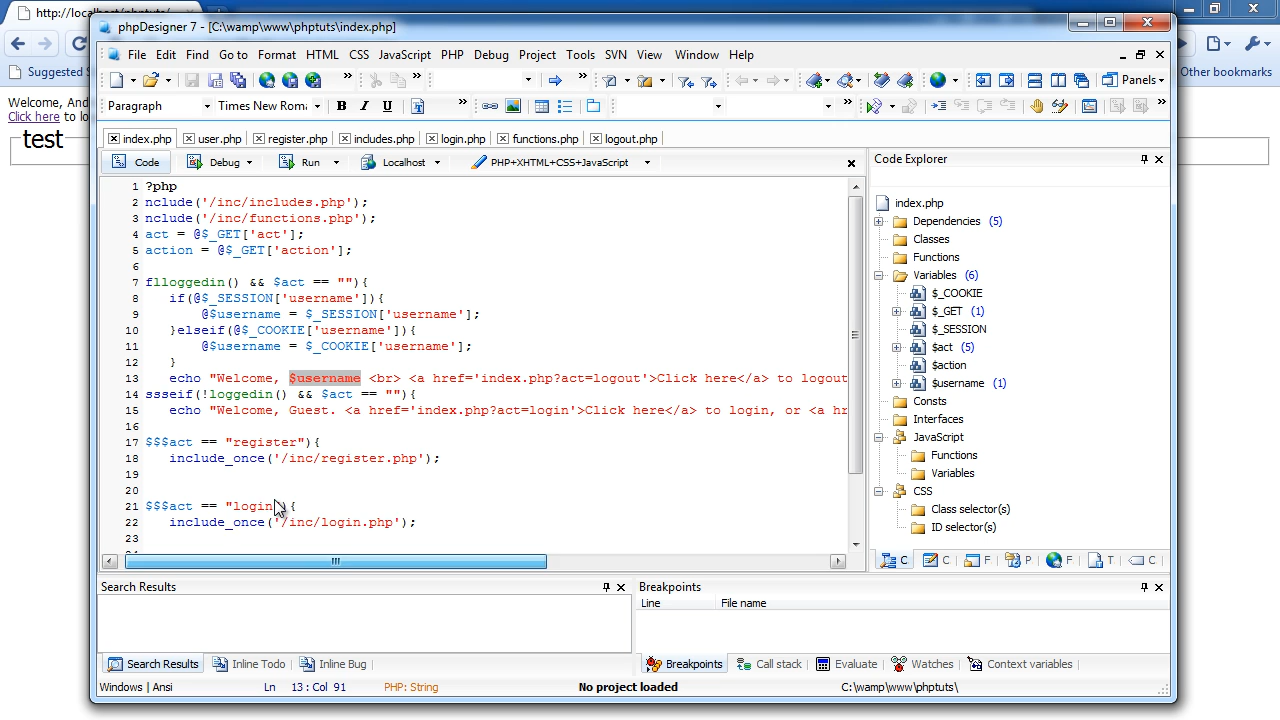 http://localhost/phptuts/
Suggested S
Other bookmarks
Welcome, And
Click here to lo
test
phpDesigner 7 - [C:\wamp\www\phptuts\index.php]
File Edit Find Go to Format HTML CSS JavaScript PHP Debug Project Tools SVN View Window Help
Panels
Paragraph Times New Roma B I U
index.php user.php register.php includes.php login.php functions.php logout.php
Code Debug Run Localhost PHP+XHTML+CSS+JavaScript
1 ?php
2 nclude('/inc/includes.php');
3 nclude('/inc/functions.php');
4 act = @$_GET['act'];
5 action = @$_GET['action'];
6
7 flloggedin() && $act == ""){
8 if(@$_SESSION['username']){
9 @$username = $_SESSION['username'];
10 }elseif(@$_COOKIE['username']){
11 @$username = $_COOKIE['username'];
12 }
13 echo "Welcome, $username <br> <a href='index.php?act=logout'>Click here</a> to logout
14 ssseif(!loggedin() && $act == ""){
15 echo "Welcome, Guest. <a href='index.php?act=login'>Click here</a> to login, or <a hr
16
17 $$$act == "register"){
18 include_once('/inc/register.php');
19
20
21 $$$act == "login"){
22 include_once('/inc/login.php');
23
Code Explorer
index.php
Dependencies (5)
Classes
Functions
Variables (6)
$_COOKIE
$_GET (1)
$_SESSION
$act (5)
$action
$username (1)
Consts
Interfaces
JavaScript
Functions
Variables
CSS
Class selector(s)
ID selector(s)
C C F P F T C
Search Results
Breakpoints
Line File name
Search Results Inline Todo Inline Bug
Breakpoints Call stack Evaluate Watches Context variables
Windows | Ansi Ln 13 : Col 91 PHP: String No project loaded C:\wamp\www\phptuts\